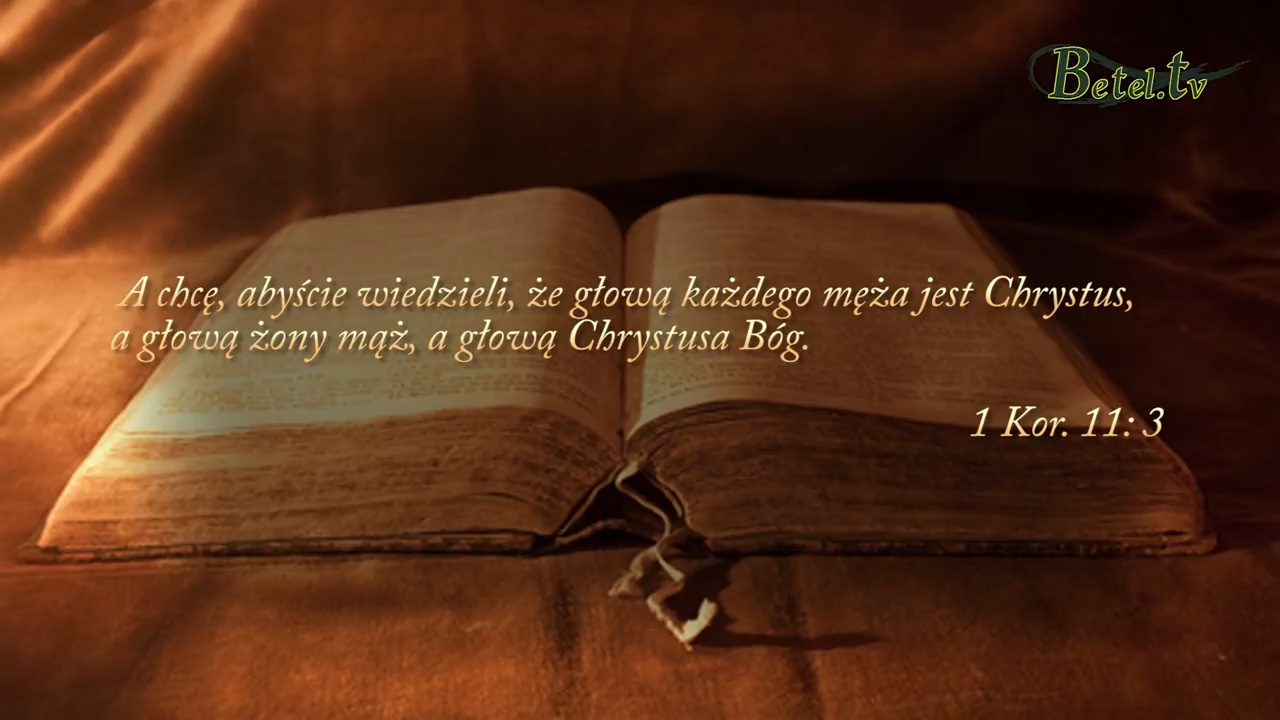 Betel.tv
A chcę, abyście wiedzieli, że głową każdego męża jest Chrystus,
a głową żony mąż, a głową Chrystusa Bóg.
1 Kor. 11: 3